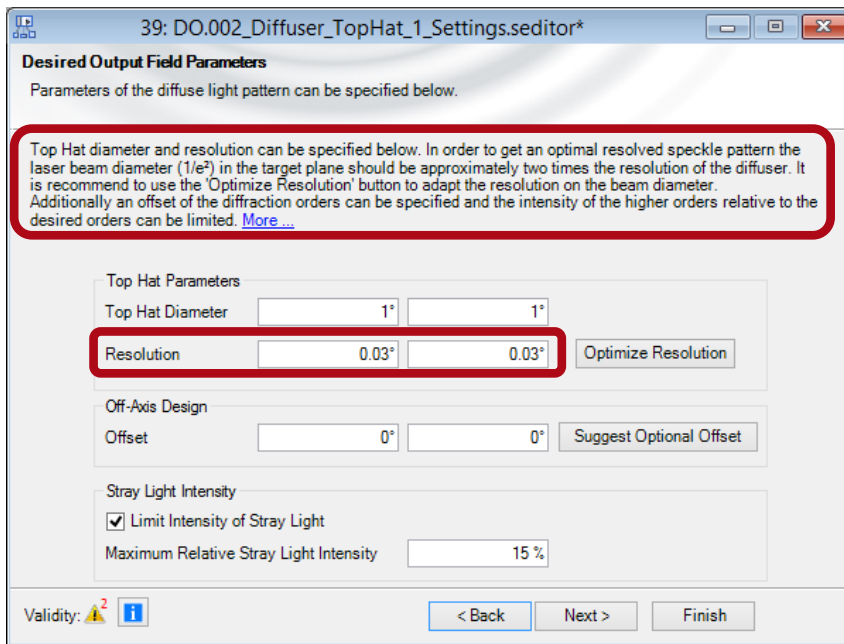 39: DO.002_Diffuser_TopHat_1_Settings.seditor*
Desired Output Field Parameters
Parameters of the diffuse light pattern can be specified below.
Top Hat diameter and resolution can be specified below. In order to get an optimal resolved speckle pattern the
laser beam diameter (1/e²) in the target plane should be approximately two times the resolution of the diffuser. It
is recommend to use the 'Optimize Resolution' button to adapt the resolution on the beam diameter.
Additionally an offset of the diffraction orders can be specified and the intensity of the higher orders relative to the
desired orders can be limited. More ...
Top Hat Parameters
Top Hat Diameter 1° 1°
Resolution 0.03° 0.03° Optimize Resolution
Off-Axis Design
Offset 0° 0° Suggest Optional Offset
Stray Light Intensity
Limit Intensity of Stray Light
Maximum Relative Stray Light Intensity 15 %
Validity: 2 < Back Next > Finish